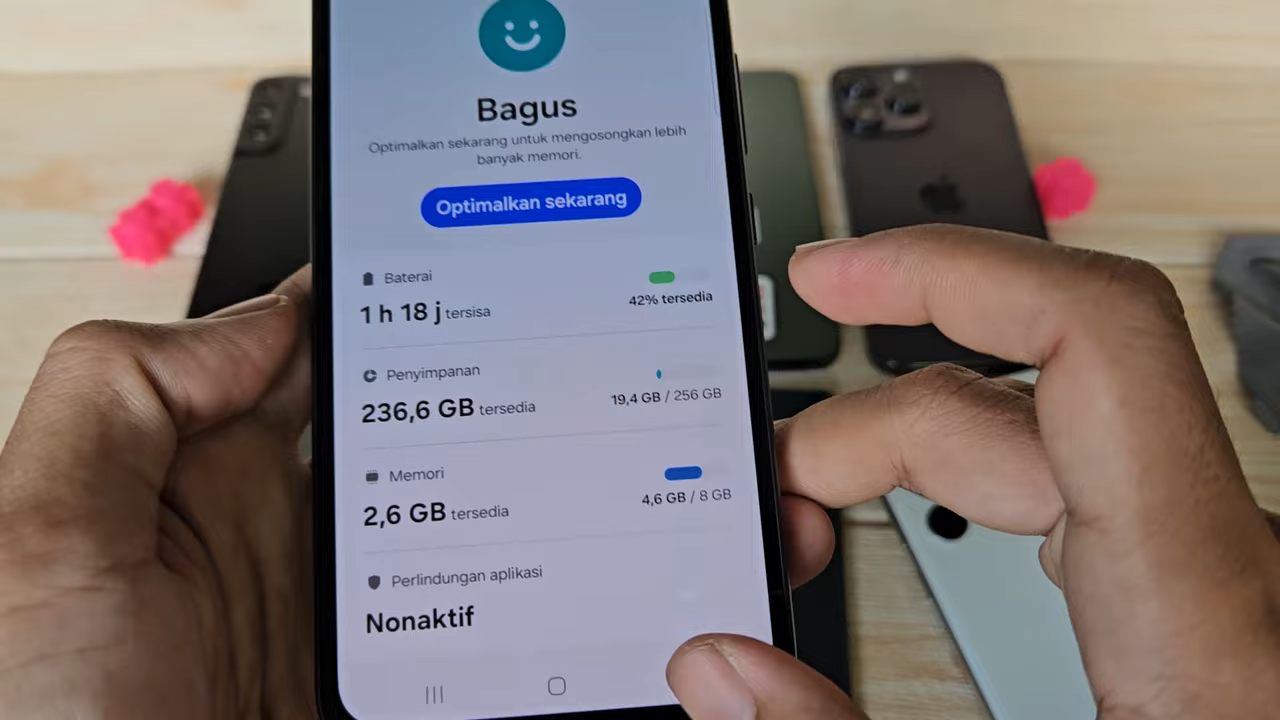 Bagus
Optimalkan sekarang untuk mengosongkan lebih
banyak memori.
Optimalkan sekarang
Baterai
1 h 18 j tersisa
42% tersedia
Penyimpanan
236,6 GB tersedia
19,4 GB / 256 GB
Memori
2,6 GB tersedia
4,6 GB / 8 GB
Perlindungan aplikasi
Nonaktif